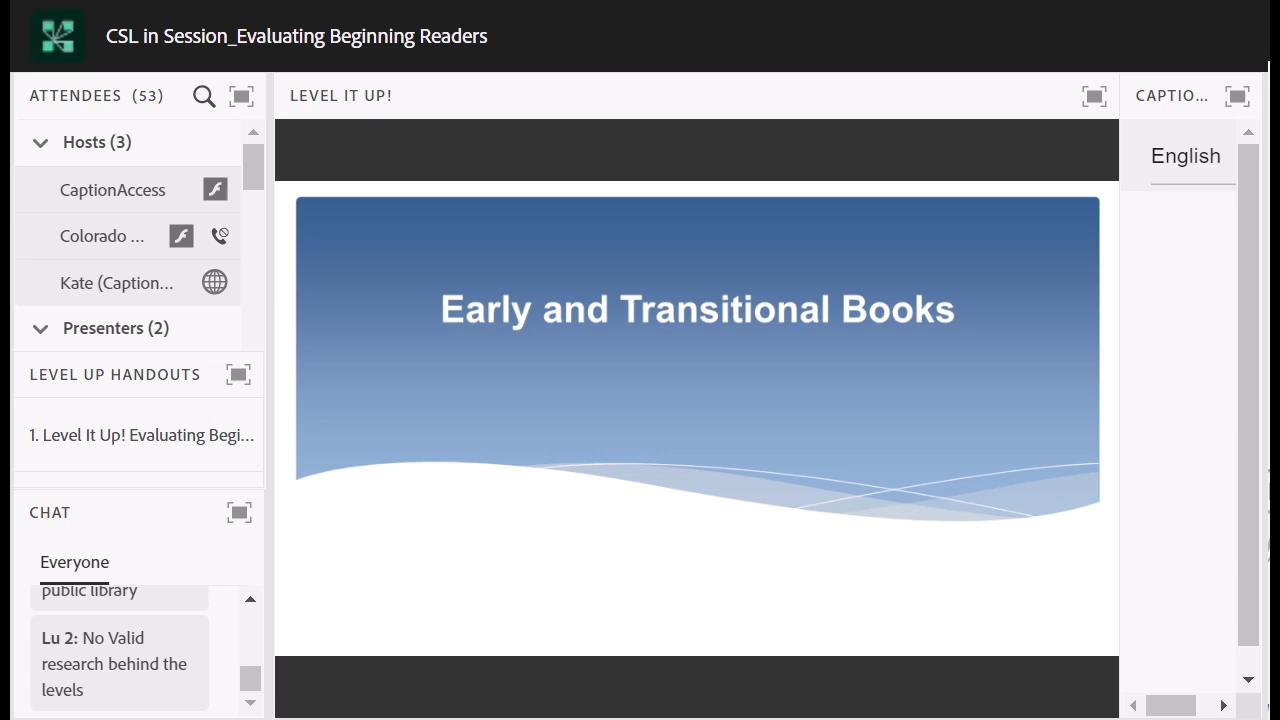 CSL in Session_Evaluating Beginning Readers
ATTENDEES (53)
Hosts (3)
CaptionAccess
Colorado ...
Kate (Caption...
Presenters (2)
LEVEL UP HANDOUTS
1. Level It Up! Evaluating Begi...
CHAT
Everyone
public library
Lu 2: No Valid
research behind the
levels
LEVEL IT UP!
Early and Transitional Books
CAPTIO...
English